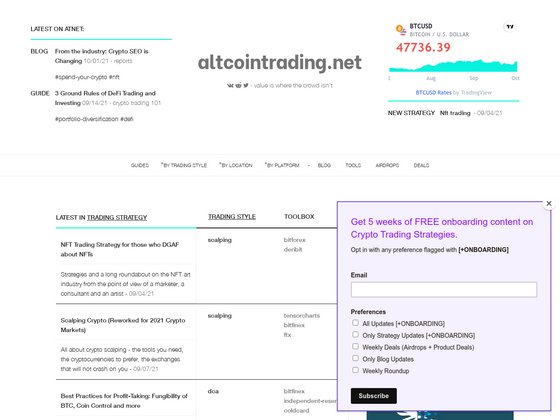 LATEST ON ATNET:
BLOG From the industry: Crypto SEO is
Changing 10/01/21 - reports
#spend-your-crypto #nft
GUIDE 3 Ground Rules of DeFi Trading and
Investing 09/14/21 - crypto trading 101
#portfolio-diversification #defi
altcointrading.net
- value is where the crowd isn't
BTCUSD
BITCOIN / U.S. DOLLAR
47736.39
1 Aug Sep Oct
BTCUSD Rates by TradingView
NEW STRATEGY Nft trading - 09/04/21
GUIDES *BY TRADING STYLE *BY LOCATION *BY PLATFORM - BLOG TOOLS AIRDROPS DEALS
LATEST IN TRADING STRATEGY TRADING STYLE TOOLBOX
NFT Trading Strategy for those who DGAF
about NFTs
scalping
bitforex
deribit
Strategies and a long roundabout on the NFT art
industry from the point of view of a marketer, a
consultant and an artist - 09/04/21
Scalping Crypto (Reworked for 2021 Crypto
Markets)
scalping
tensorcharts
bitfinex
ftx
All about crypto scalping - the tools you need,
the cryptocurrencies to prefer, the exchanges
that will not crash on you - 09/07/21
Best Practices for Profit-Taking: Fungibility of
BTC, Coin Control and more
dca
bitfinex
independent-reser
coldcard
×
Get 5 weeks of FREE onboarding content on
Crypto Trading Strategies.
Opt in with any preference flagged with [+ONBOARDING]
Email
Preferences
All Updates [+ONBOARDING]
Only Strategy Updates [+ONBOARDING]
Weekly Deals (Airdrops + Product Deals)
Only Blog Updates
Weekly Roundup
Subscribe